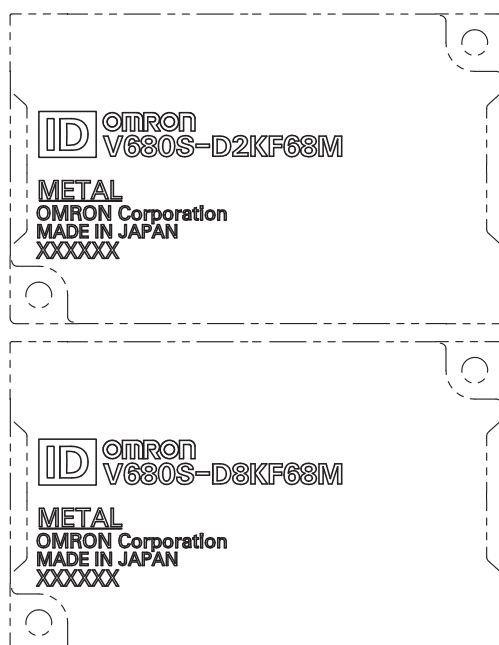 ID omron
V680S-D2KF68M
METAL
OMRON Corporation
MADE IN JAPAN
XXXXXX
ID omron
V680S-D8KF68M
METAL
OMRON Corporation
MADE IN JAPAN
XXXXXX